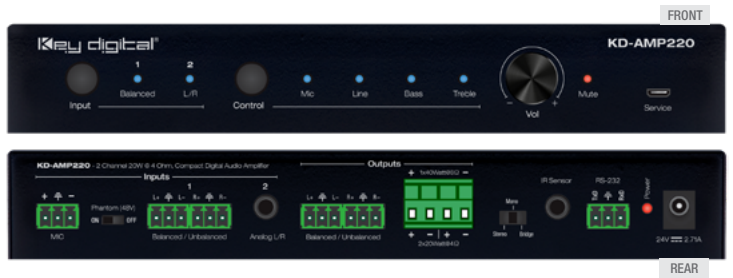 FRONT
Key digital® KD-AMP220
1 2
Balanced L/R Mic Line Bass Treble - + Mute
Input Control Vol Service
KD-AMP220 - 2 Channel 20W @ 4 Ohm, Compact Digital Audio Amplifier
Inputs Outputs
1 2
+ - L+ L- R+ R- L+ L- R+ R- + 1x40Watt@8Ω -
IR Sensor RS-232
Phantom (48V) Mono TxD RxD Power
ON OFF
Stereo Bridge
MIC Balanced / Unbalanced Analog L/R Balanced / Unbalanced + - + -
2x20Watt@4Ω 24V 2.71A
REAR